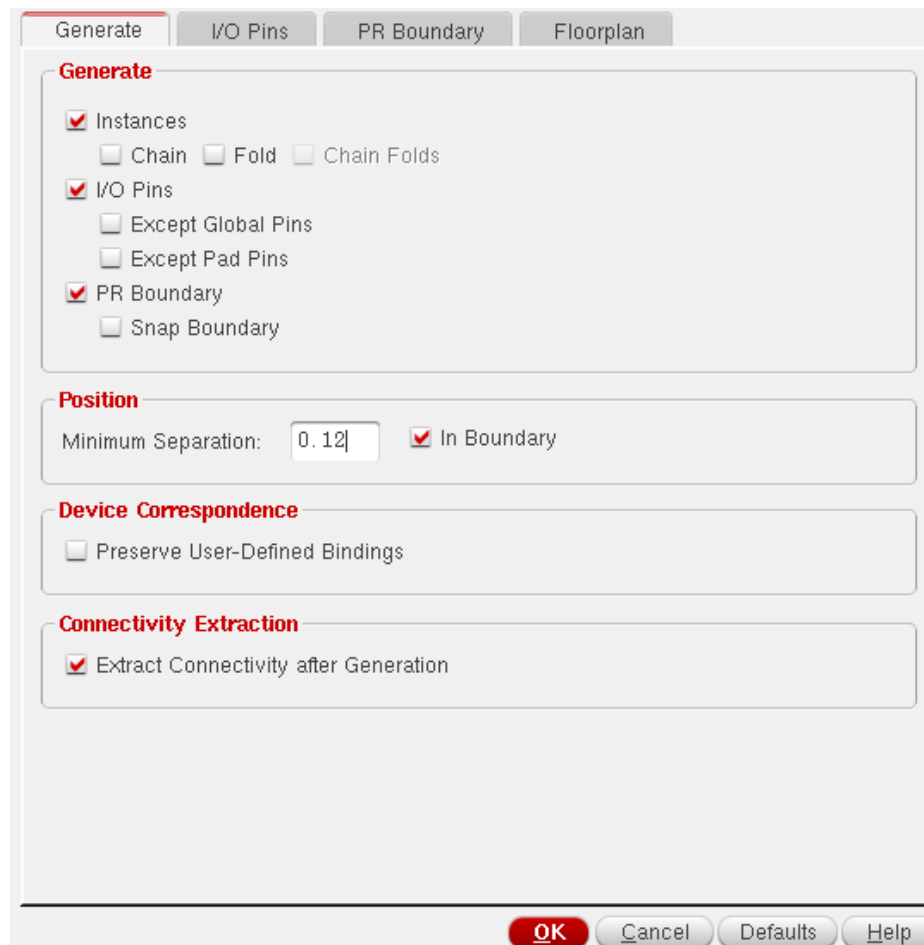 Generate I/O Pins PR Boundary Floorplan
Generate
Instances
Chain Fold Chain Folds
I/O Pins
Except Global Pins
Except Pad Pins
PR Boundary
Snap Boundary
Position
Minimum Separation: 0.12 In Boundary
Device Correspondence
Preserve User-Defined Bindings
Connectivity Extraction
Extract Connectivity after Generation
OK Cancel Defaults Help